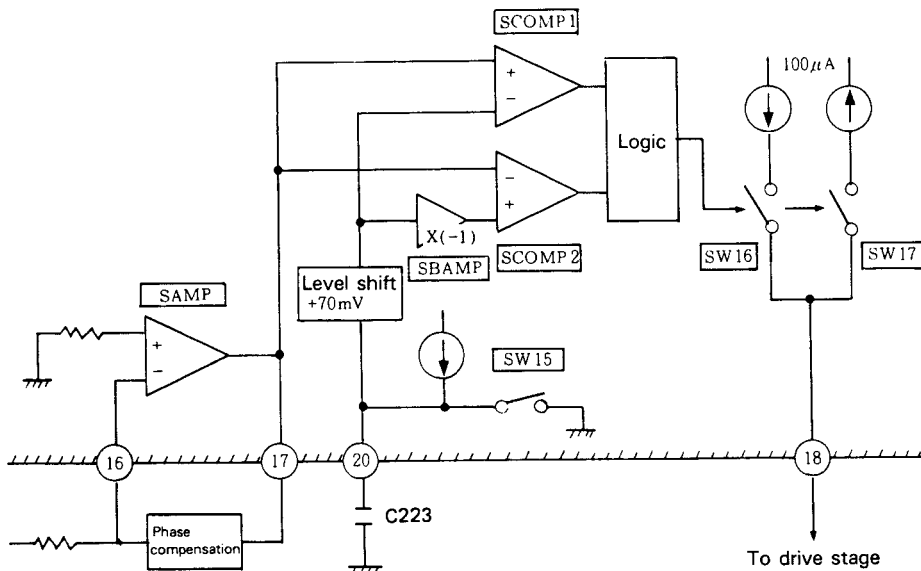 SCOMP1
+
−
100μA
Logic
−
+
X(-1)
SBAMP
SCOMP2
SW16
SW17
Level shift
+70mV
SAMP
+
−
SW15
16
17
20
18
C223
Phase
compensation
To drive stage